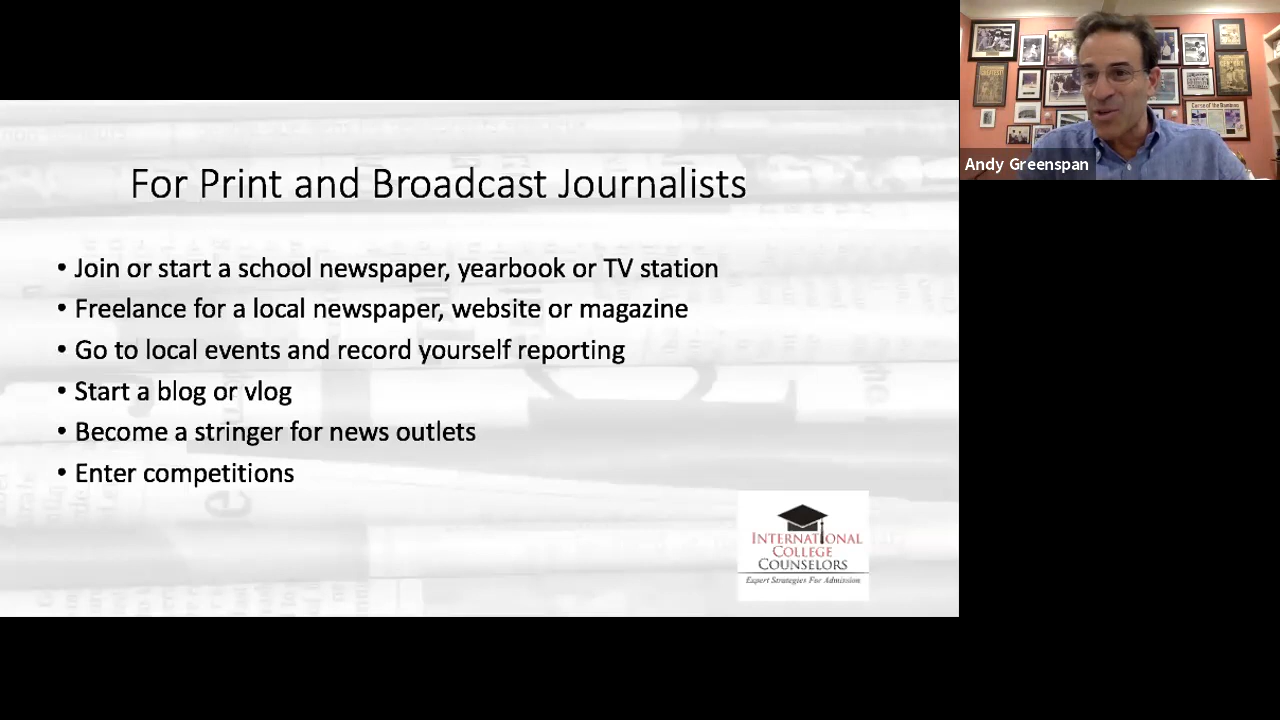 For Print and Broadcast Journalists
• Join or start a school newspaper, yearbook or TV station
• Freelance for a local newspaper, website or magazine
• Go to local events and record yourself reporting
• Start a blog or vlog
• Become a stringer for news outlets
• Enter competitions
INTERNATIONAL
COLLEGE
COUNSELORS
Expert Strategies For Admission
Andy Greenspan